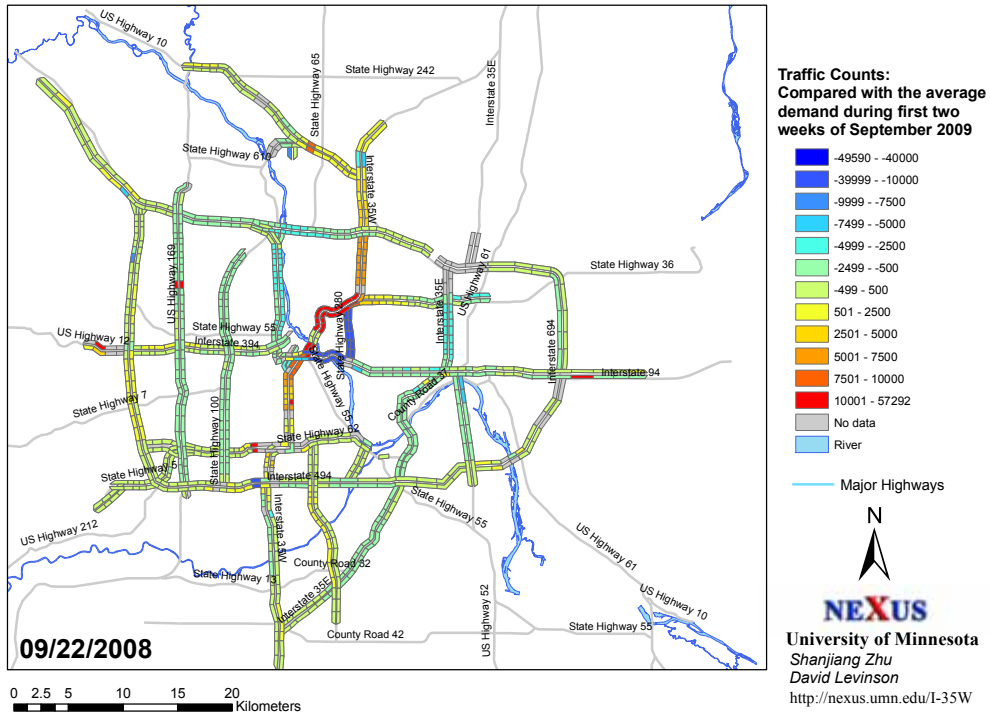 US Highway 10
State Highway 65
State Highway 242
Interstate 35E
State Highway 610
Interstate 35W
US Highway 169
US Highway 61
State Highway 36
State Highway 280
Interstate 35E
Interstate 694
US Highway 12
State Highway 55
Interstate 394
Interstate 94
State Highway 7
State Highway 100
State Highway 55
County Road 37
State Highway 62
State Highway 5
Interstate 494
State Highway 55
US Highway 212
Interstate 35W
County Road 32
State Highway 13
Interstate 35E
US Highway 61
US Highway 52
US Highway 10
State Highway 55
County Road 42
09/22/2008
0 2.5 5 10 15 20
Kilometers
Traffic Counts:
Compared with the average
demand during first two
weeks of September 2009
-49590 - -40000
-39999 - -10000
-9999 - -7500
-7499 - -5000
-4999 - -2500
-2499 - -500
-499 - 500
501 - 2500
2501 - 5000
5001 - 7500
7501 - 10000
10001 - 57292
No data
River
Major Highways
N
NEXUS
University of Minnesota
Shanjiang Zhu
David Levinson
http://nexus.umn.edu/I-35W